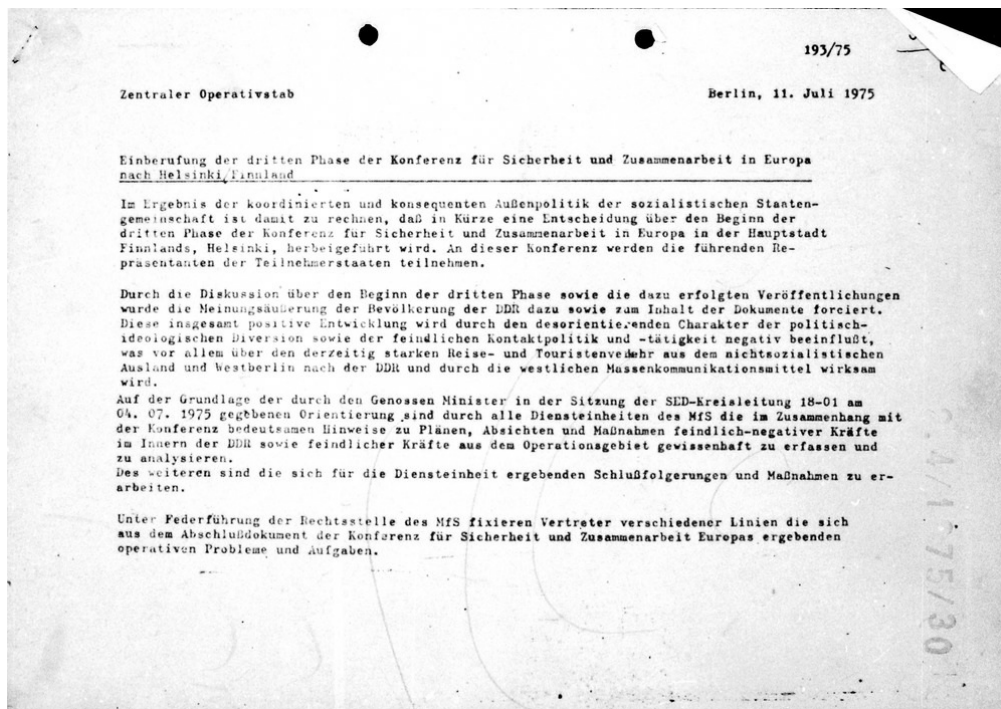 193/75
Zentraler Operativstab
Berlin, 11. Juli 1975
Einberufung der dritten Phase der Konferenz für Sicherheit und Zusammenarbeit in Europa
nach Helsinki/Finnland
Im Ergebnis der koordinierten und konsequenten Außenpolitik der sozialistischen Staaten-
gemeinschaft ist damit zu rechnen, daß in Kürze eine Entscheidung über den Beginn der
dritten Phase der Konferenz für Sicherheit und Zusammenarbeit in Europa in der Hauptstadt
Finnlands, Helsinki, herbeigeführt wird. An dieser Konferenz werden die führenden Re-
präsentanten der Teilnehmerstaaten teilnehmen.
Durch die Diskussion über den Beginn der dritten Phase sowie die dazu erfolgten Veröffentlichungen
wurde die Meinungsäußerung der Bevölkerung der DDR dazu sowie zum Inhalt der Dokumente forciert.
Diese insgesamt positive Entwicklung wird durch den desorientierenden Charakter der politisch-
ideologischen Diversion sowie der feindlichen Kontaktpolitik und -tätigkeit negativ beeinflußt,
was vor allem über den derzeitig starken Reise- und Touristenverkehr aus dem nichtsozialistischen
Ausland und Westberlin nach der DDR und durch die westlichen Massenkommunikationsmittel wirksam
wird.
Auf der Grundlage der durch den Genossen Minister in der Sitzung der SED-Kreisleitung 18-01 am
04. 07. 1975 gegebenen Orientierung sind durch alle Diensteinheiten des MfS die im Zusammenhang mit
der Konferenz bedeutsamen Hinweise zu Plänen, Absichten und Maßnahmen feindlich-negativer Kräfte
im Innern der DDR sowie feindlicher Kräfte aus dem Operationsgebiet gewissenhaft zu erfassen und
zu analysieren.
Des weiteren sind die sich für die Diensteinheit ergebenden Schlußfolgerungen und Maßnahmen zu er-
arbeiten.
Unter Federführung der Rechtsstelle des MfS fixieren Vertreter verschiedener Linien die sich
aus dem Abschlußdokument der Konferenz für Sicherheit und Zusammenarbeit Europas ergebenden
operativen Probleme und Aufgaben.